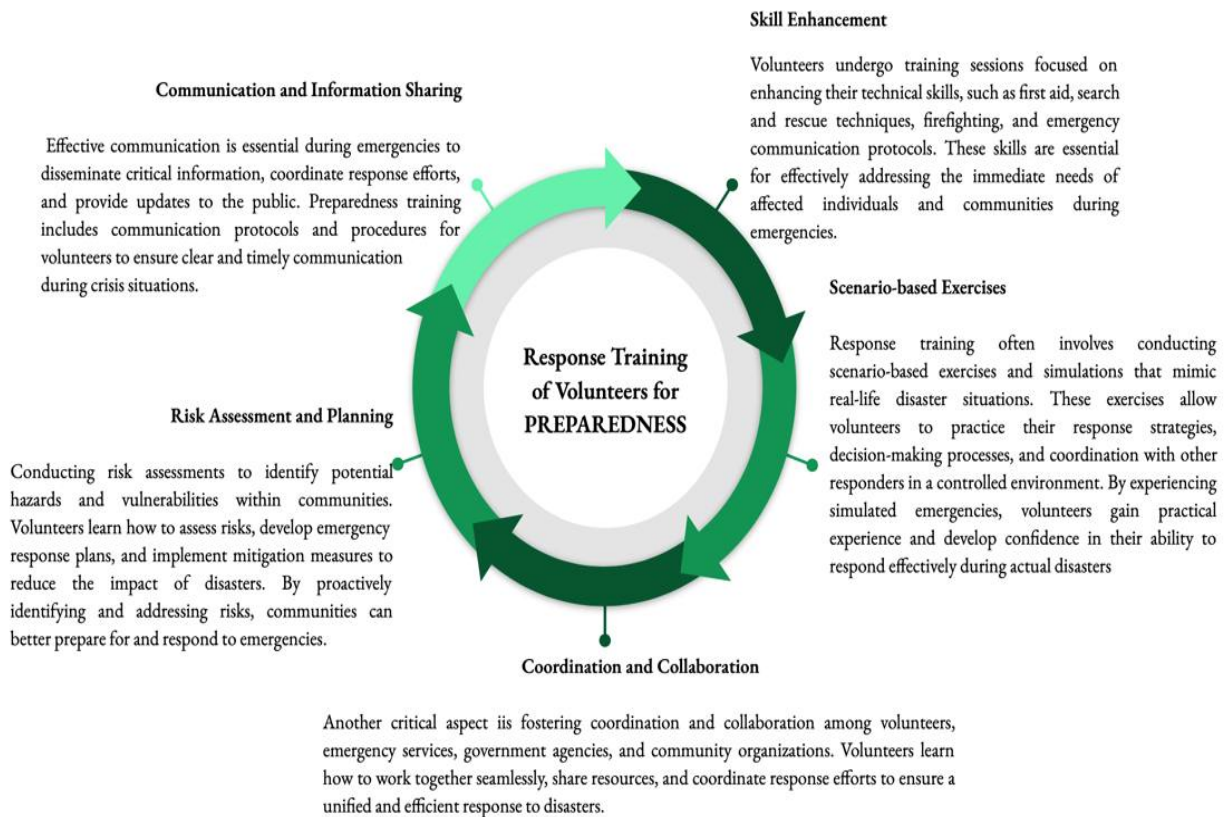 Skill Enhancement
Volunteers undergo training sessions focused on
enhancing their technical skills, such as first aid, search
and rescue techniques, firefighting, and emergency
communication protocols. These skills are essential
for effectively addressing the immediate needs of
affected individuals and communities during
emergencies.
Scenario-based Exercises
Response training often involves conducting
scenario-based exercises and simulations that mimic
real-life disaster situations. These exercises allow
volunteers to practice their response strategies,
decision-making processes, and coordination with other
responders in a controlled environment. By experiencing
simulated emergencies, volunteers gain practical
experience and develop confidence in their ability to
respond effectively during actual disasters
Coordination and Collaboration
Another critical aspect iis fostering coordination and collaboration among volunteers,
emergency services, government agencies, and community organizations. Volunteers learn
how to work together seamlessly, share resources, and coordinate response efforts to ensure a
unified and efficient response to disasters.
Risk Assessment and Planning
Conducting risk assessments to identify potential
hazards and vulnerabilities within communities.
Volunteers learn how to assess risks, develop emergency
response plans, and implement mitigation measures to
reduce the impact of disasters. By proactively
identifying and addressing risks, communities can
better prepare for and respond to emergencies.
Communication and Information Sharing
Effective communication is essential during emergencies to
disseminate critical information, coordinate response efforts,
and provide updates to the public. Preparedness training
includes communication protocols and procedures for
volunteers to ensure clear and timely communication
during crisis situations.
Response Training
of Volunteers for
PREPAREDNESS